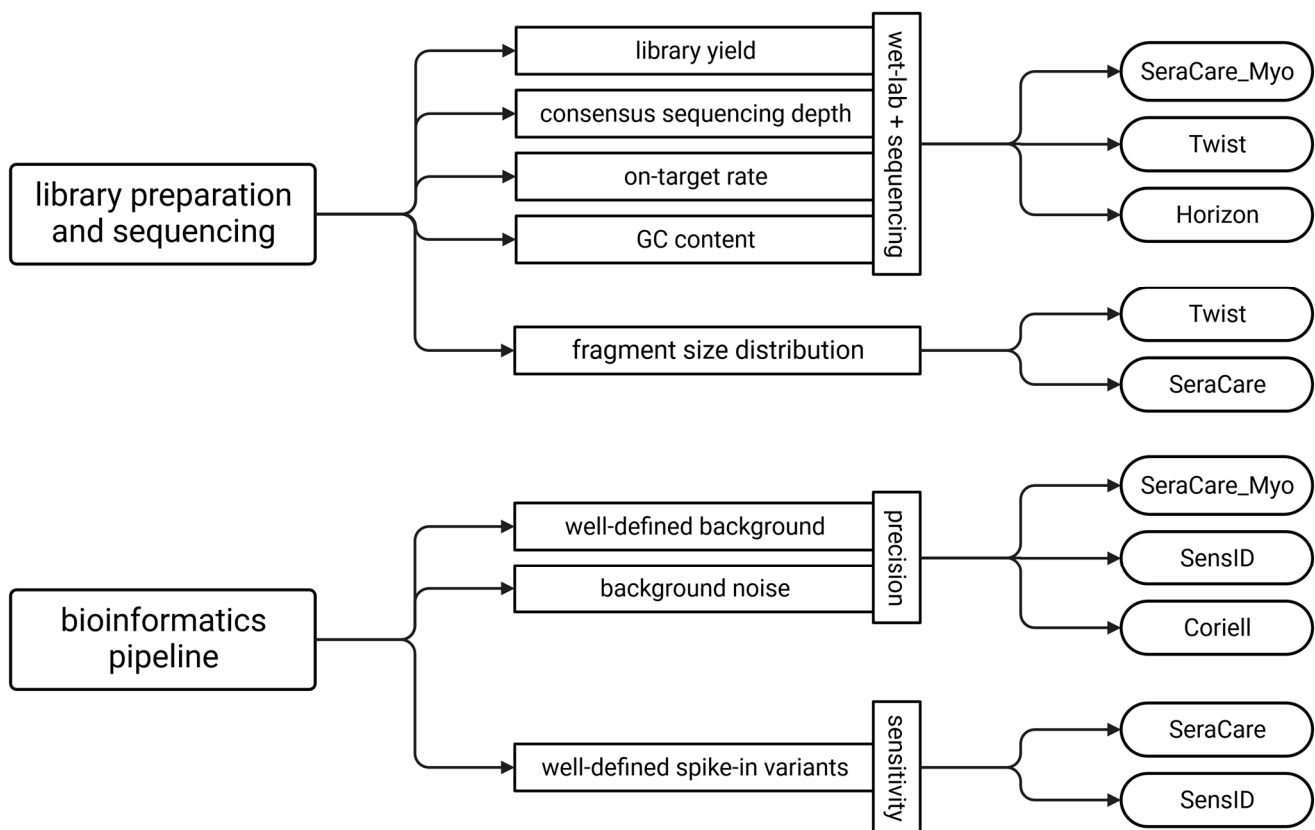 library preparation
and sequencing
library yield
consensus sequencing depth
on-target rate
GC content
wet-lab + sequencing
SeraCare_Myo
Twist
Horizon
fragment size distribution
Twist
SeraCare
bioinformatics
pipeline
well-defined background
background noise
precision
SeraCare_Myo
SensID
Coriell
well-defined spike-in variants
sensitivity
SeraCare
SensID